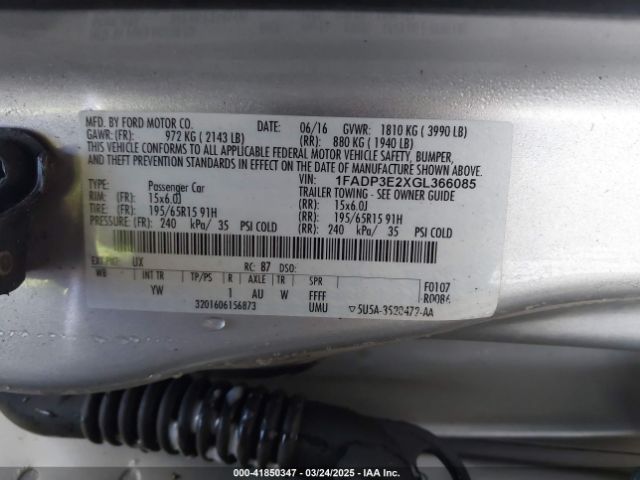 MFD. BY FORD MOTOR CO.
DATE: 06/16 GVWR: 1810 KG ( 3990 LB)
GAWR: (FR): 972 KG ( 2143 LB) (RR): 880 KG ( 1940 LB)
THIS VEHICLE CONFORMS TO ALL APPLICABLE FEDERAL MOTOR VEHICLE SAFETY, BUMPER,
AND THEFT PREVENTION STANDARDS IN EFFECT ON THE DATE OF MANUFACTURE SHOWN ABOVE.
VIN: 1FADP3E2XGL366085
TYPE: Passenger Car TRAILER TOWING - SEE OWNER GUIDE
RIM: (FR): 15x6.0J (RR): 15x6.0J
TIRE: (FR): 195/65R15 91H (RR): 195/65R15 91H
PRESSURE: (FR): 240 kPa/ 35 PSI COLD (RR): 240 kPa/ 35 PSI COLD
EXT PNT: UX RC: 87 DSO:
WB INT TR TP/PS R AXLE TR SPR
YW 1 AU W FFFF
F0107
R0086
3201606156873 UMU ▽5U5A-3520472-AA
000-41850347 | 03/24/2025 | IAA Inc.